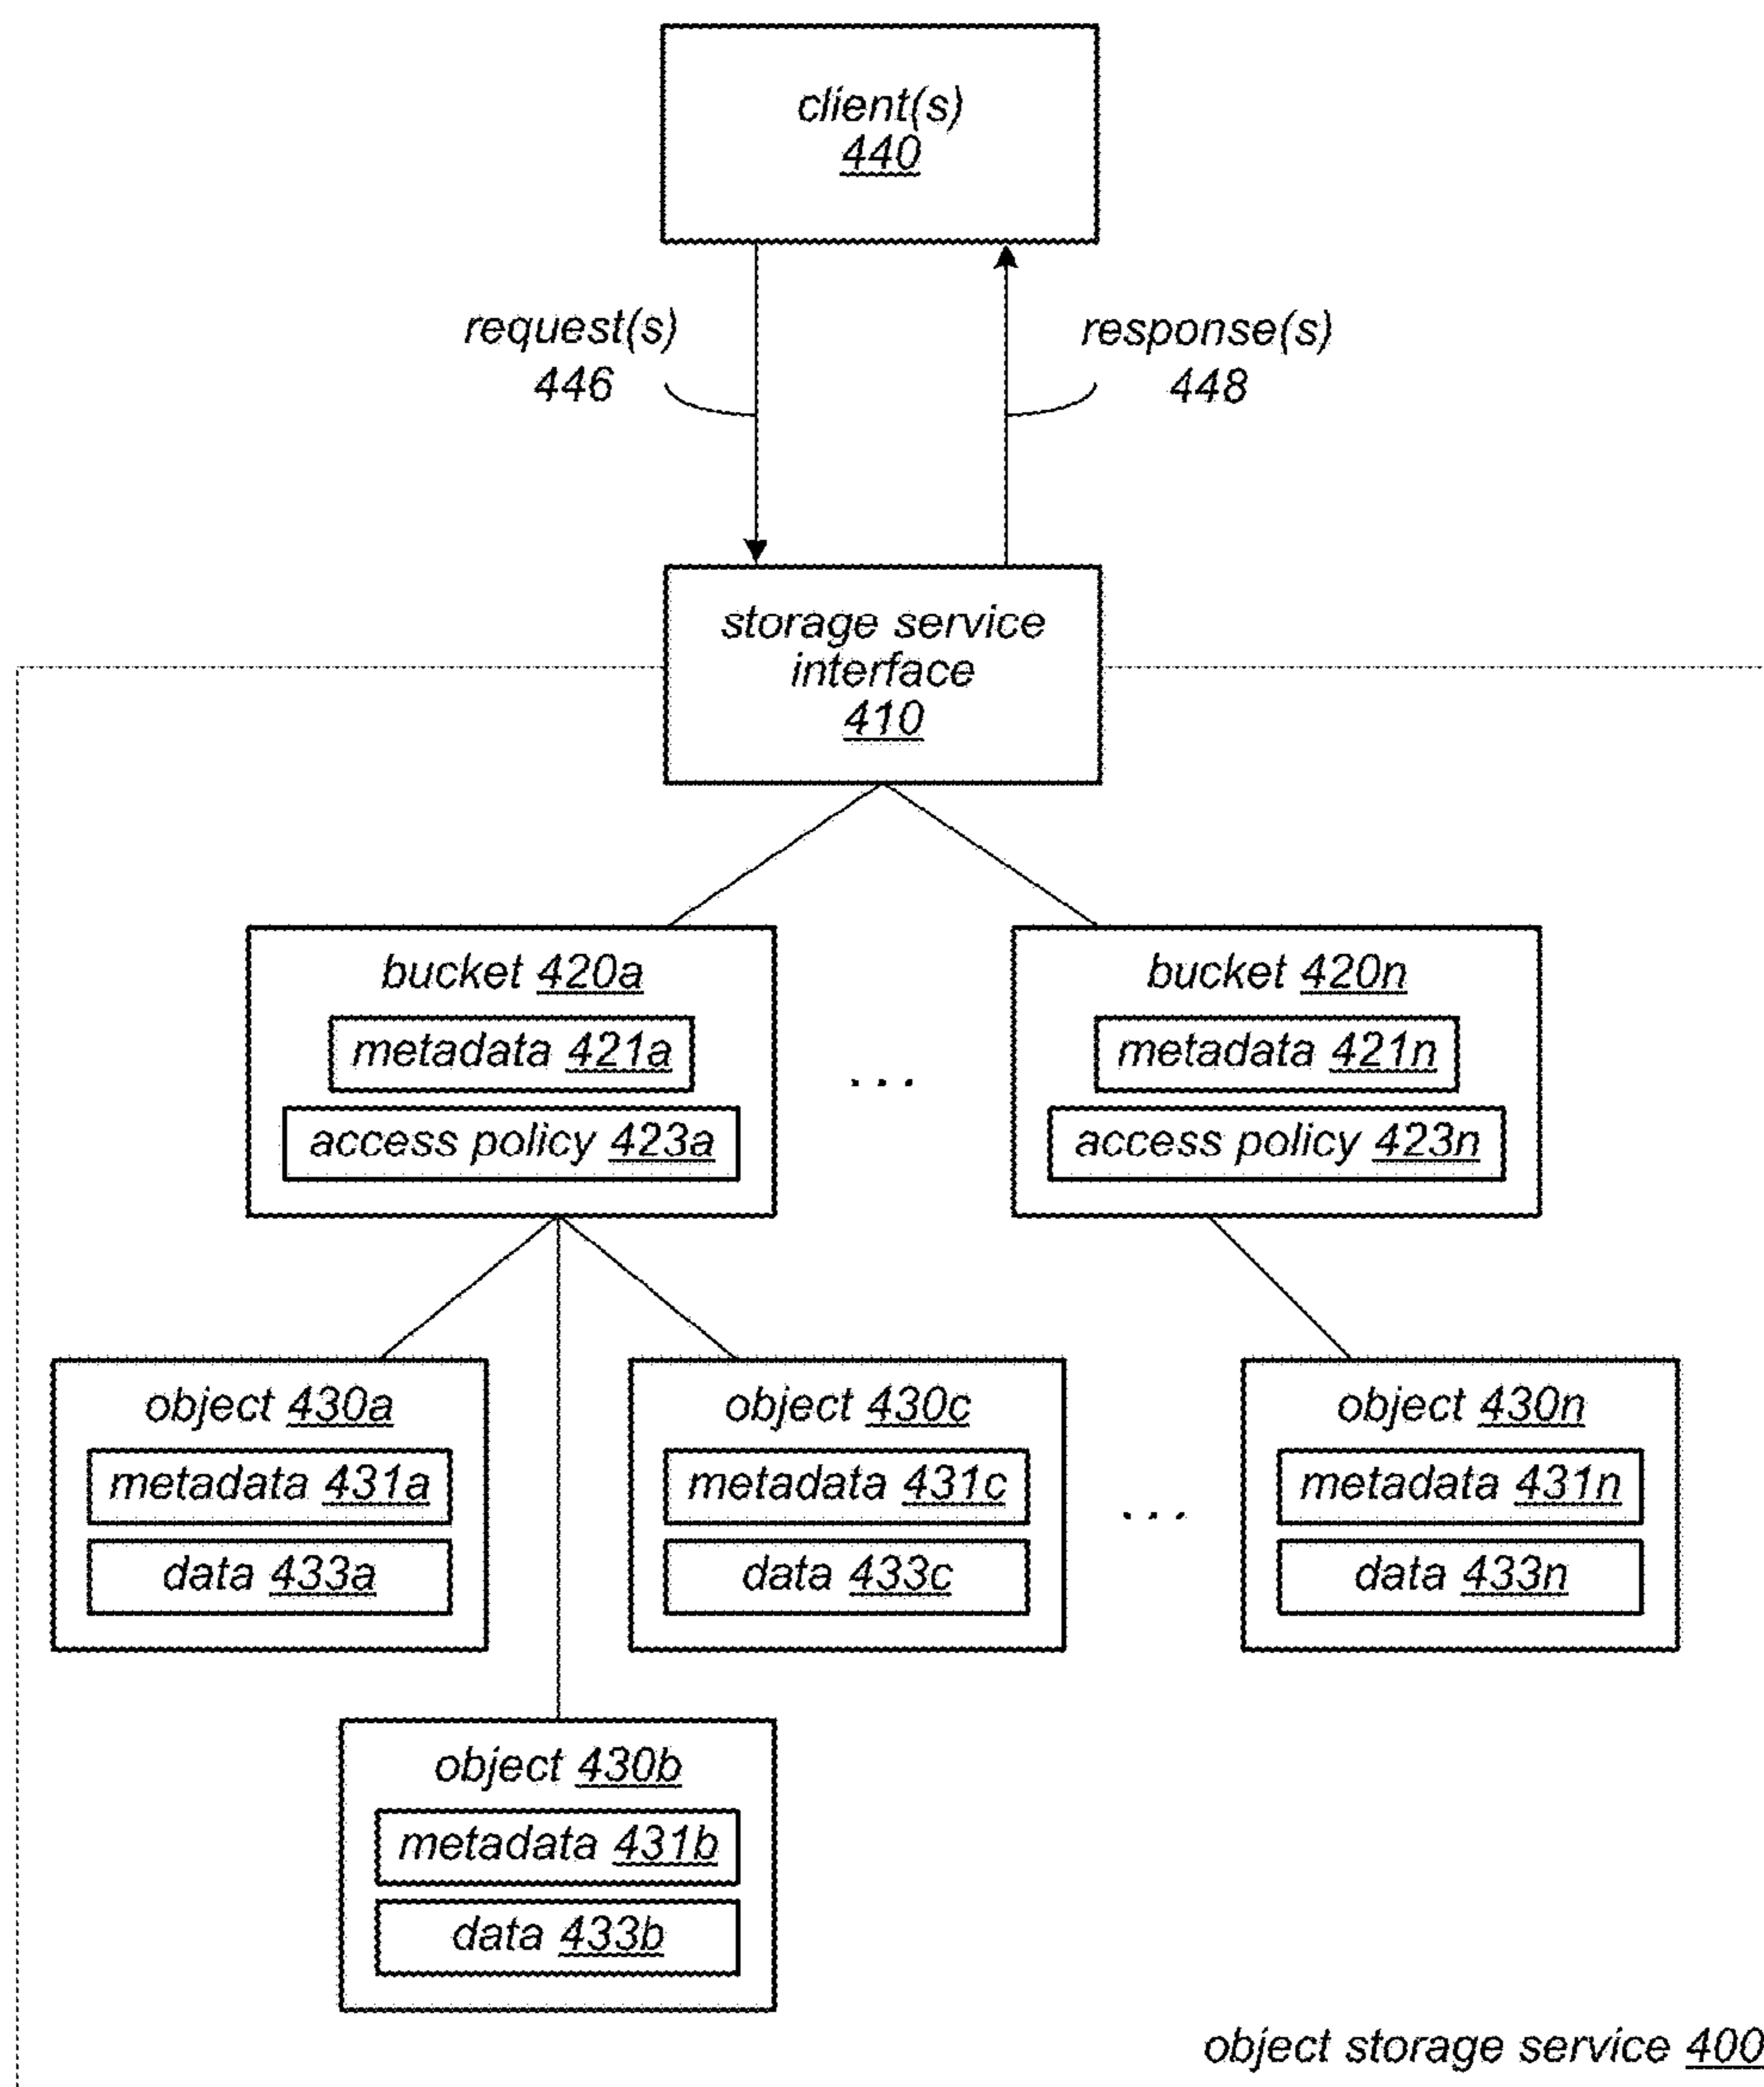 client(s)
440
request(s)
446
response(s)
448
storage service
interface
410
bucket 420a
metadata 421a
access policy 423a
...
bucket 420n
metadata 421n
access policy 423n
object 430a
metadata 431a
data 433a
object 430c
metadata 431c
data 433c
...
object 430n
metadata 431n
data 433n
object 430b
metadata 431b
data 433b
object storage service 400